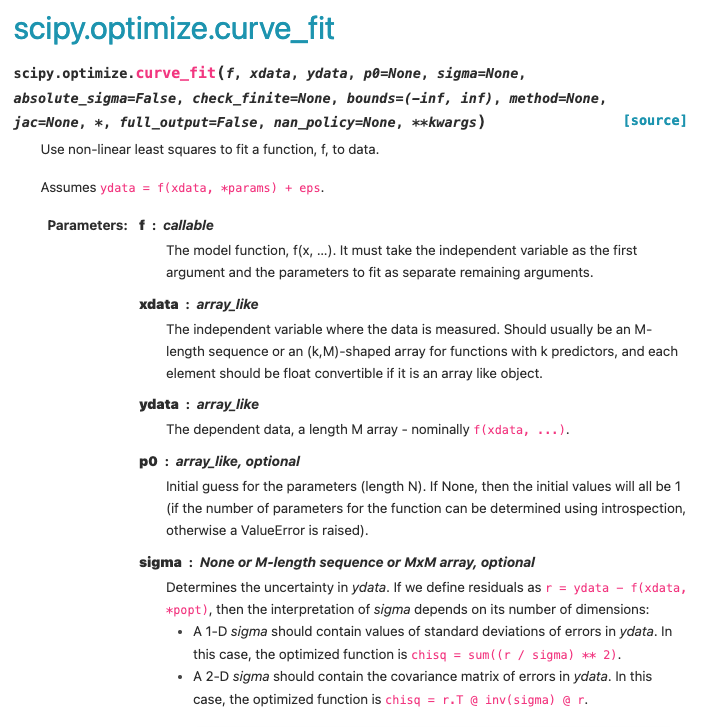 scipy.optimize.curve_fit
scipy.optimize.curve_fit(f, xdata, ydata, p0=None, sigma=None,
absolute_sigma=False, check_finite=None, bounds=(-inf, inf), method=None,
jac=None, *, full_output=False, nan_policy=None, **kwargs) [source]
Use non-linear least squares to fit a function, f, to data.
Assumes ydata = f(xdata, *params) + eps.
Parameters: f : callable
The model function, f(x, …). It must take the independent variable as the first
argument and the parameters to fit as separate remaining arguments.
xdata : array_like
The independent variable where the data is measured. Should usually be an M-
length sequence or an (k,M)-shaped array for functions with k predictors, and each
element should be float convertible if it is an array like object.
ydata : array_like
The dependent data, a length M array - nominally f(xdata, ...).
p0 : array_like, optional
Initial guess for the parameters (length N). If None, then the initial values will all be 1
(if the number of parameters for the function can be determined using introspection,
otherwise a ValueError is raised).
sigma : None or M-length sequence or MxM array, optional
Determines the uncertainty in ydata. If we define residuals as r = ydata - f(xdata,
*popt), then the interpretation of sigma depends on its number of dimensions:
• A 1-D sigma should contain values of standard deviations of errors in ydata. In
this case, the optimized function is chisq = sum((r / sigma) ** 2).
• A 2-D sigma should contain the covariance matrix of errors in ydata. In this
case, the optimized function is chisq = r.T @ inv(sigma) @ r.